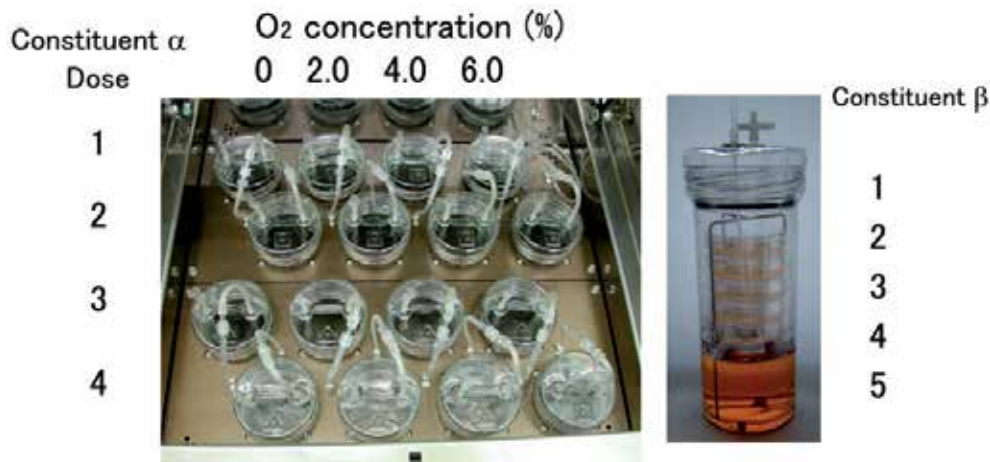 Constituent α
Dose
O₂ concentration (%)
0 2.0 4.0 6.0
1
2
3
4
Constituent β
1
2
3
4
5